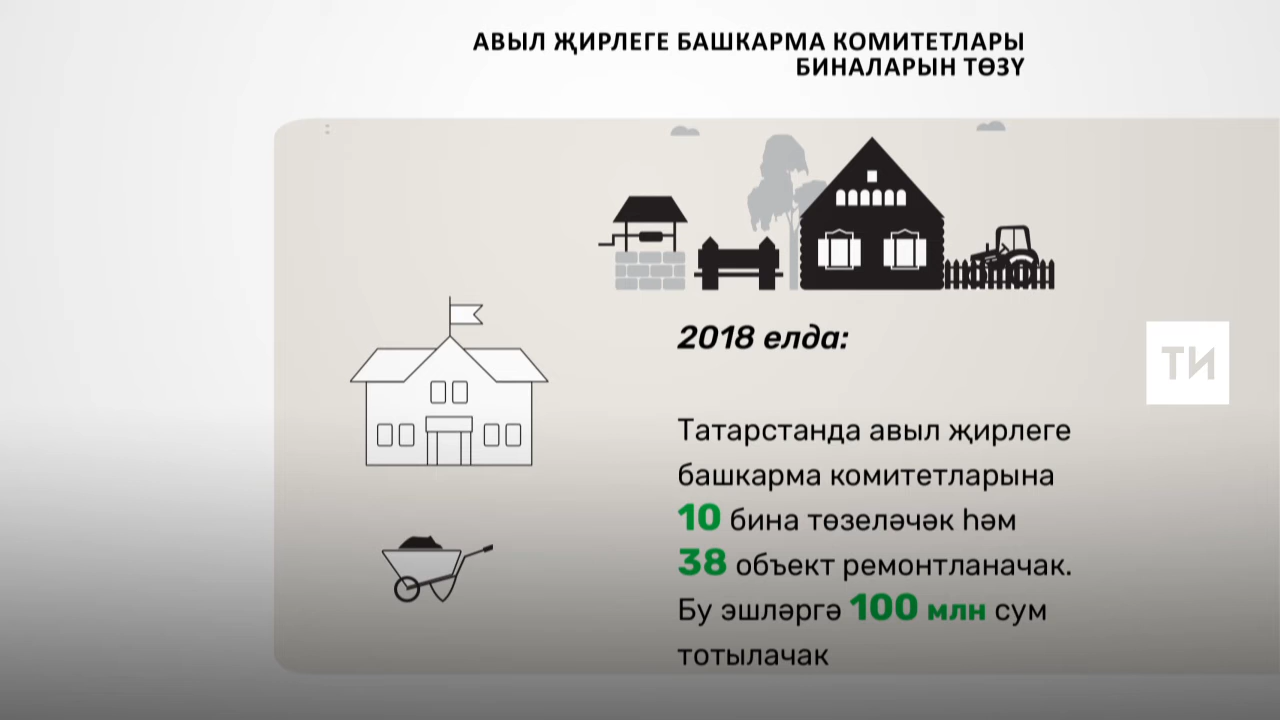 АВЫЛ ҖИРЛЕГЕ БАШКАРМА КОМИТЕТЛАРЫ
БИНАЛАРЫН ТӨЗҮ
2018 елда:
ТИ
Татарстанда авыл җирлеге
башкарма комитетларына
10 бина төзеләчәк һәм
38 объект ремонтланачак.
Бу эшләргә 100 млн сум
тотылачак